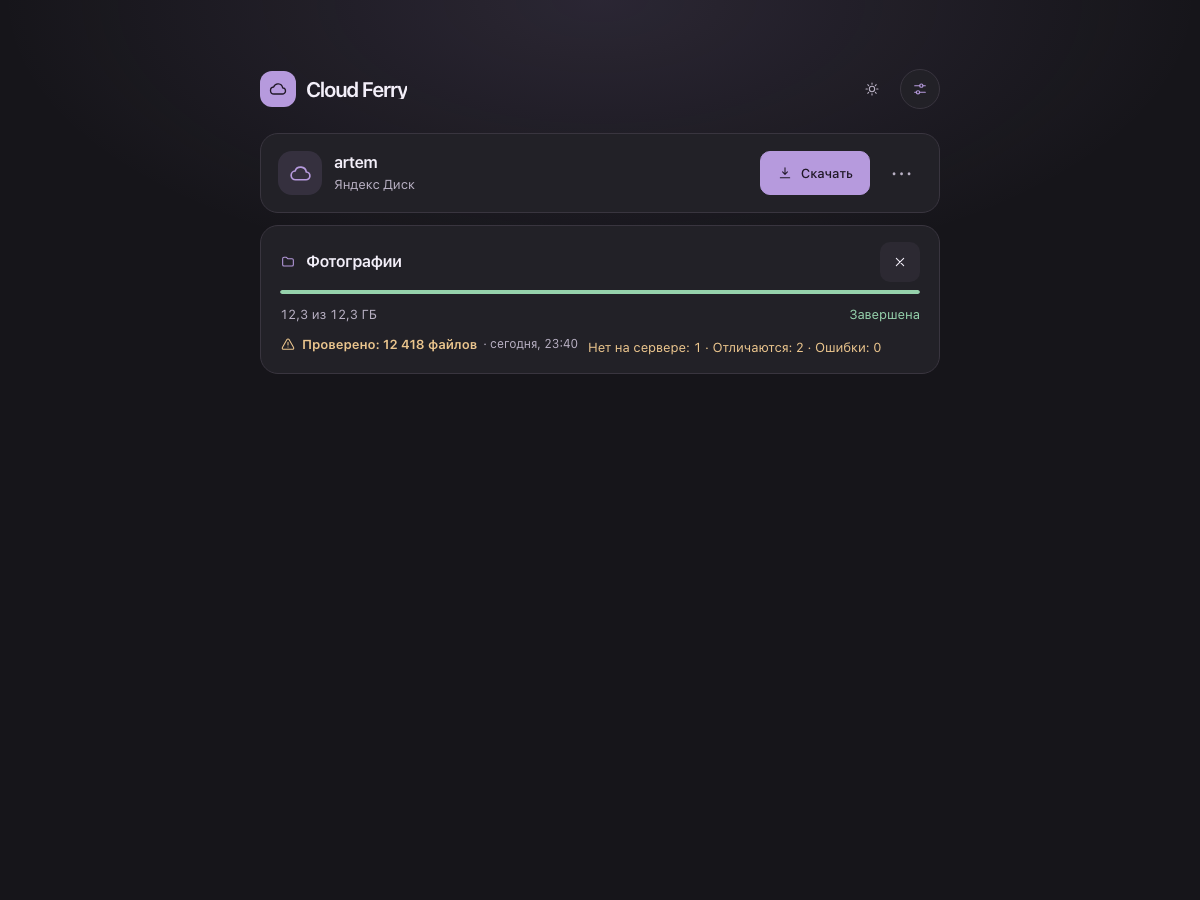 Cloud Ferry
artem
Яндекс Диск
Скачать
Фотографии
12,3 из 12,3 ГБ
Завершена
Проверено: 12 418 файлов · сегодня, 23:40 Нет на сервере: 1 · Отличаются: 2 · Ошибки: 0